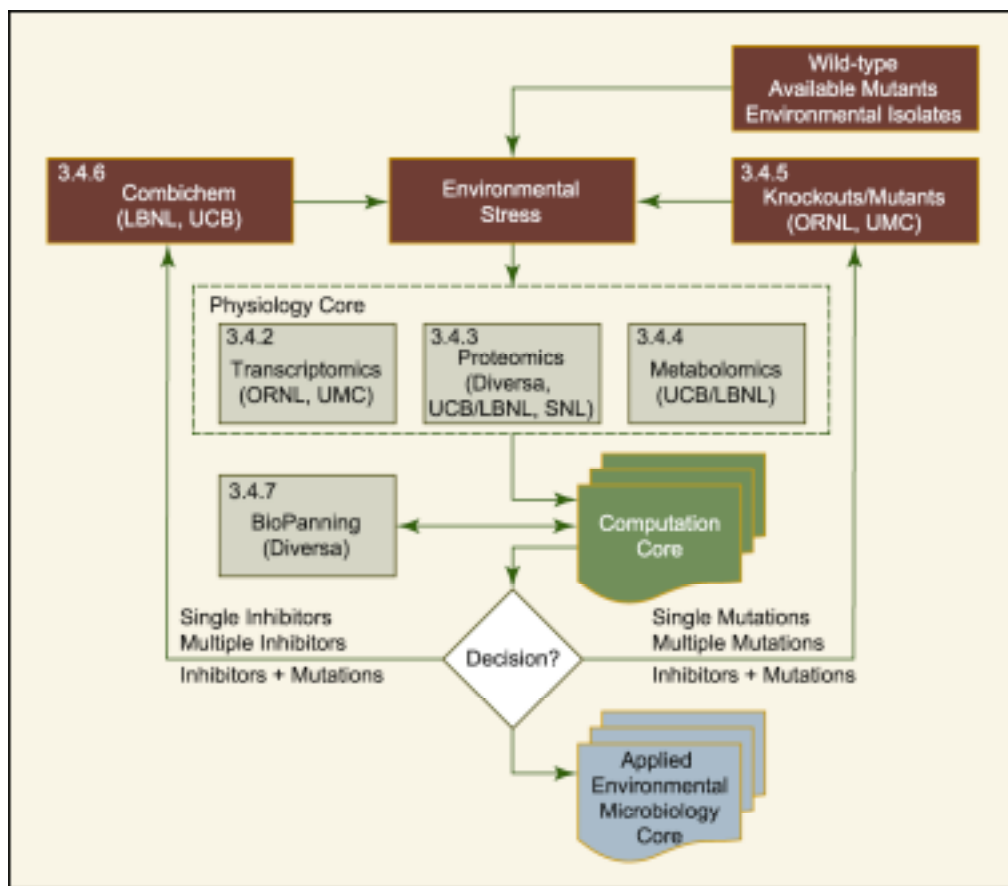 Wild-type
Available Mutants
Environmental Isolates
3.4.6
Combichem
(LBNL, UCB)
Environmental
Stress
3.4.5
Knockouts/Mutants
(ORNL, UMC)
Physiology Core
3.4.2
Transcriptomics
(ORNL, UMC)
3.4.3
Proteomics
(Diversa,
UCB/LBNL, SNL)
3.4.4
Metabolomics
(UCB/LBNL)
3.4.7
BioPanning
(Diversa)
Computation
Core
Single Inhibitors
Multiple Inhibitors
Inhibitors + Mutations
Decision?
Single Mutations
Multiple Mutations
Inhibitors + Mutations
Applied
Environmental
Microbiology
Core